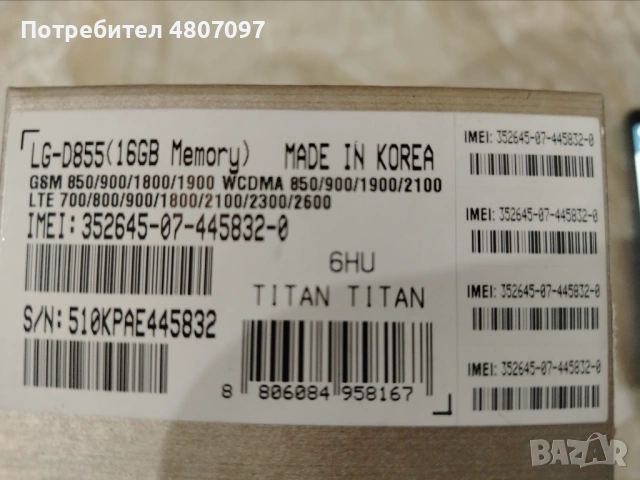 Потребител 4807097
LG-D855(16GB Memory) MADE IN KOREA
GSM 850/900/1800/1900 WCDMA 850/900/1900/2100
LTE 700/800/900/1800/2100/2300/2600
IMEI: 352645-07-445832-0
6HU
TITAN TITAN
S/N: 510KPAE445832
8 806084 958167
IMEI: 352645-07-445832-0
IMEI: 352645-07-445832-0
IMEI: 352645-07-445832-0
IMEI: 352645-07-445832-0
BAZAR